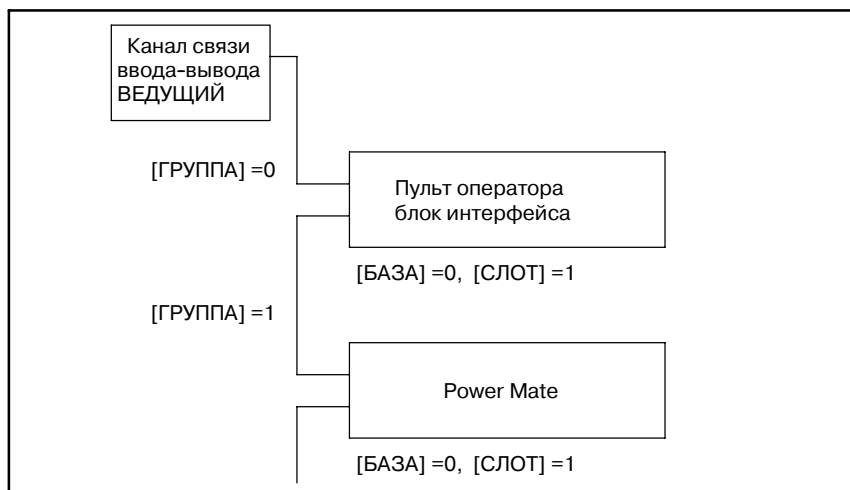 Канал связи
ввода-вывода
ВЕДУЩИЙ
[ГРУППА] =0
Пульт оператора
блок интерфейса
[БАЗА] =0, [СЛОТ] =1
[ГРУППА] =1
Power Mate
[БАЗА] =0, [СЛОТ] =1